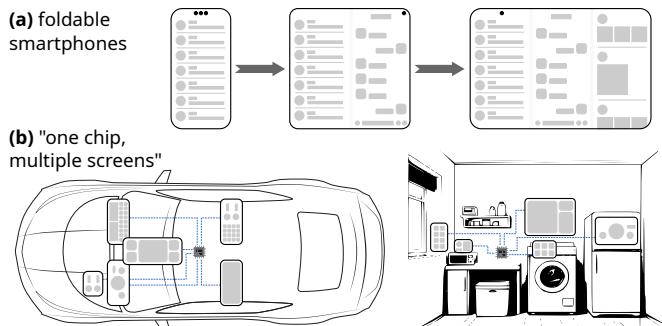 (a) foldable
smartphones
(b) "one chip,
multiple screens"